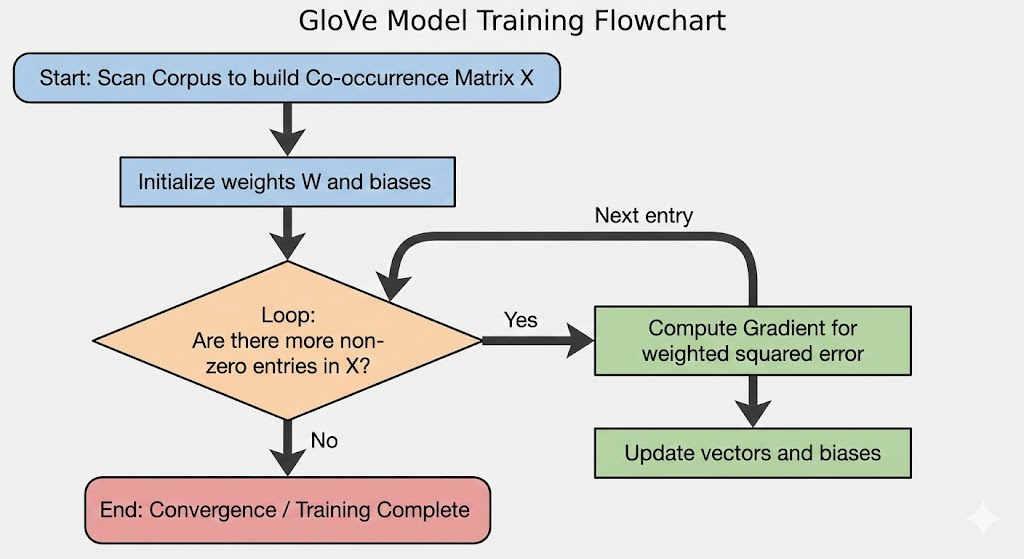 GloVe Model Training Flowchart
Start: Scan Corpus to build Co-occurrence Matrix X
Initialize weights W and biases
Next entry
Loop:
Are there more non-
zero entries in X?
Yes
Compute Gradient for
weighted squared error
No
Update vectors and biases
End: Convergence / Training Complete